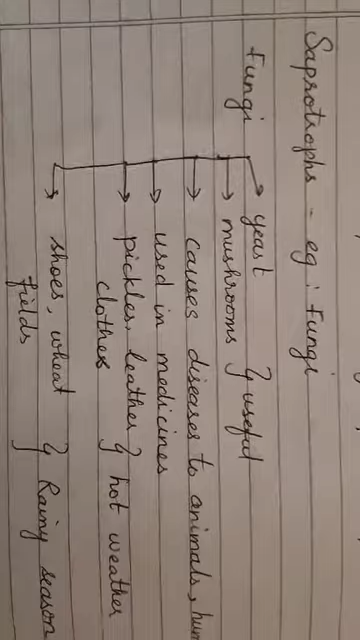 Saprotrophs - eg : Fungi
Fungi
yeast
mushrooms } useful
causes diseases to animals,
used in medicines
pickles, leather } hot weather
clothes
shoes, wheat } Rainy season
fields